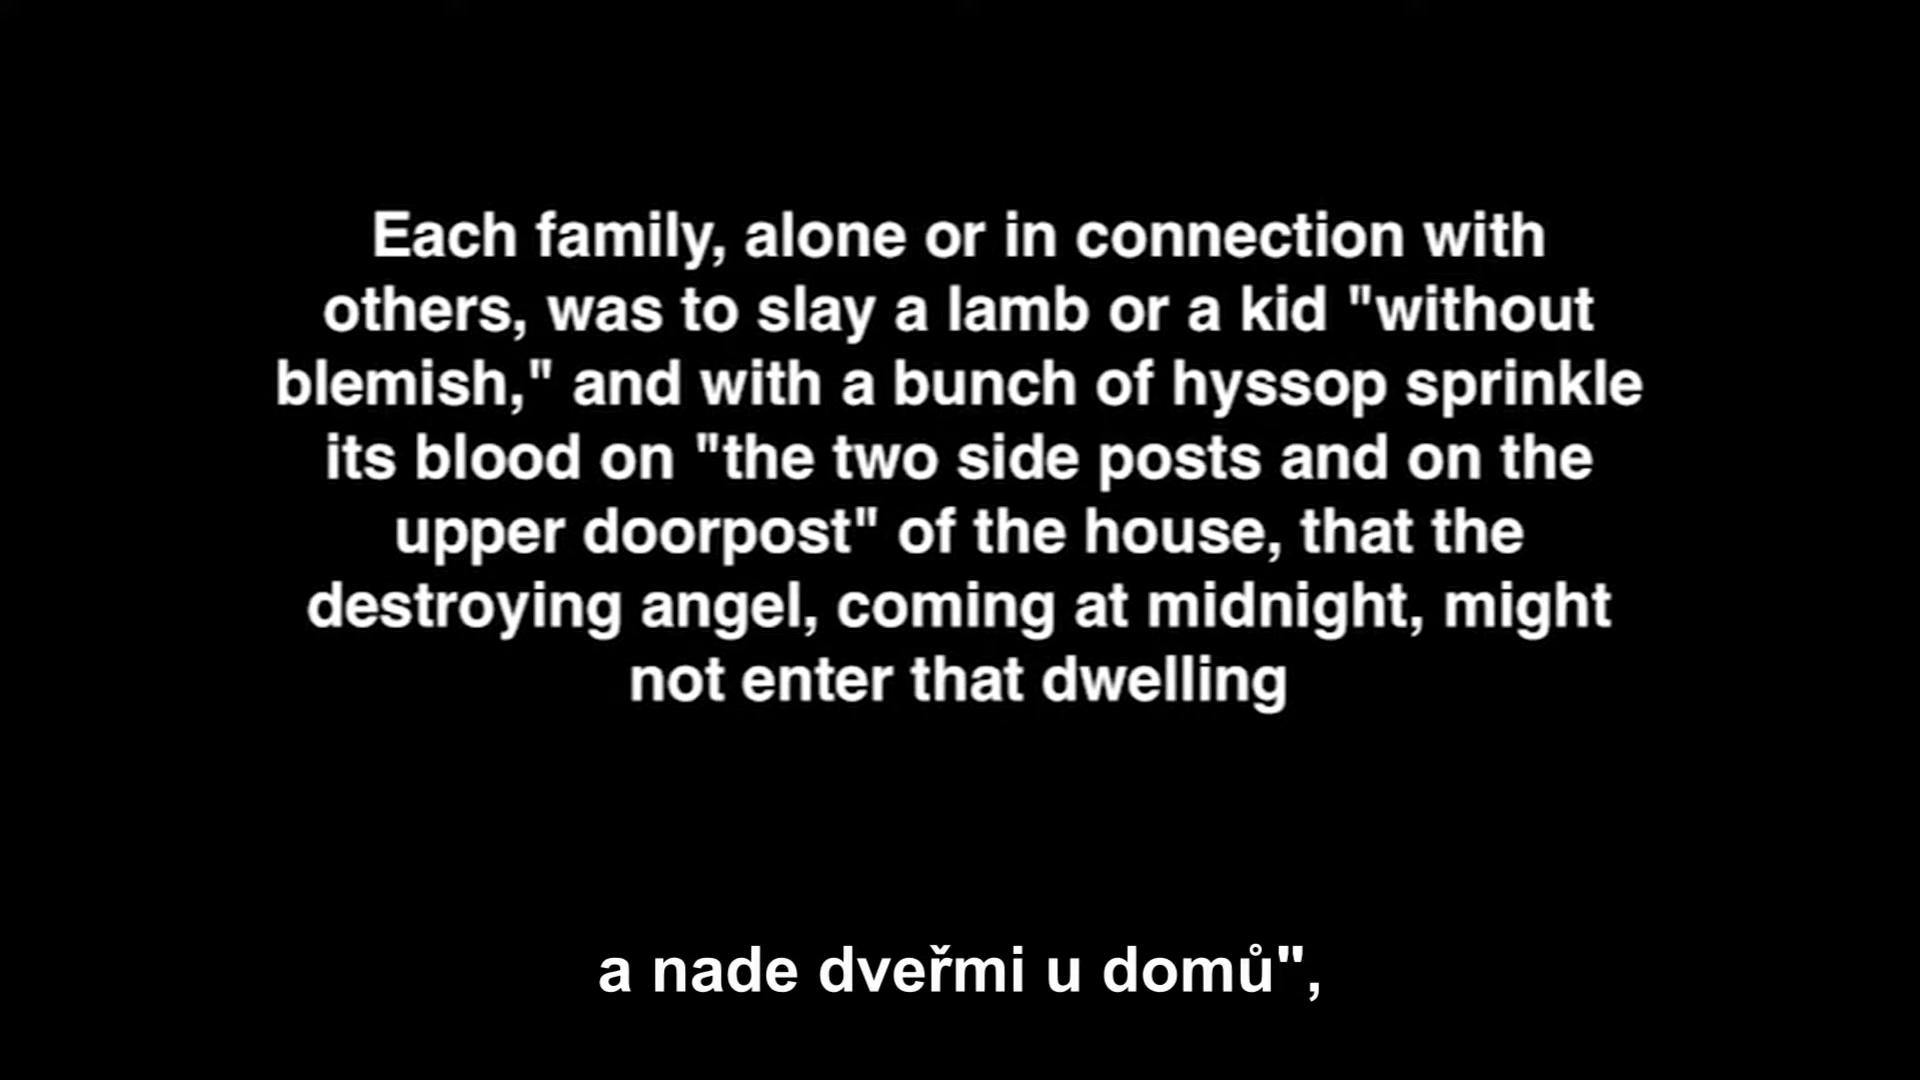 Each family, alone or in connection with
others, was to slay a lamb or a kid "without
blemish," and with a bunch of hyssop sprinkle
its blood on "the two side posts and on the
upper doorpost" of the house, that the
destroying angel, coming at midnight, might
not enter that dwelling
a nade dveřmi u domů",